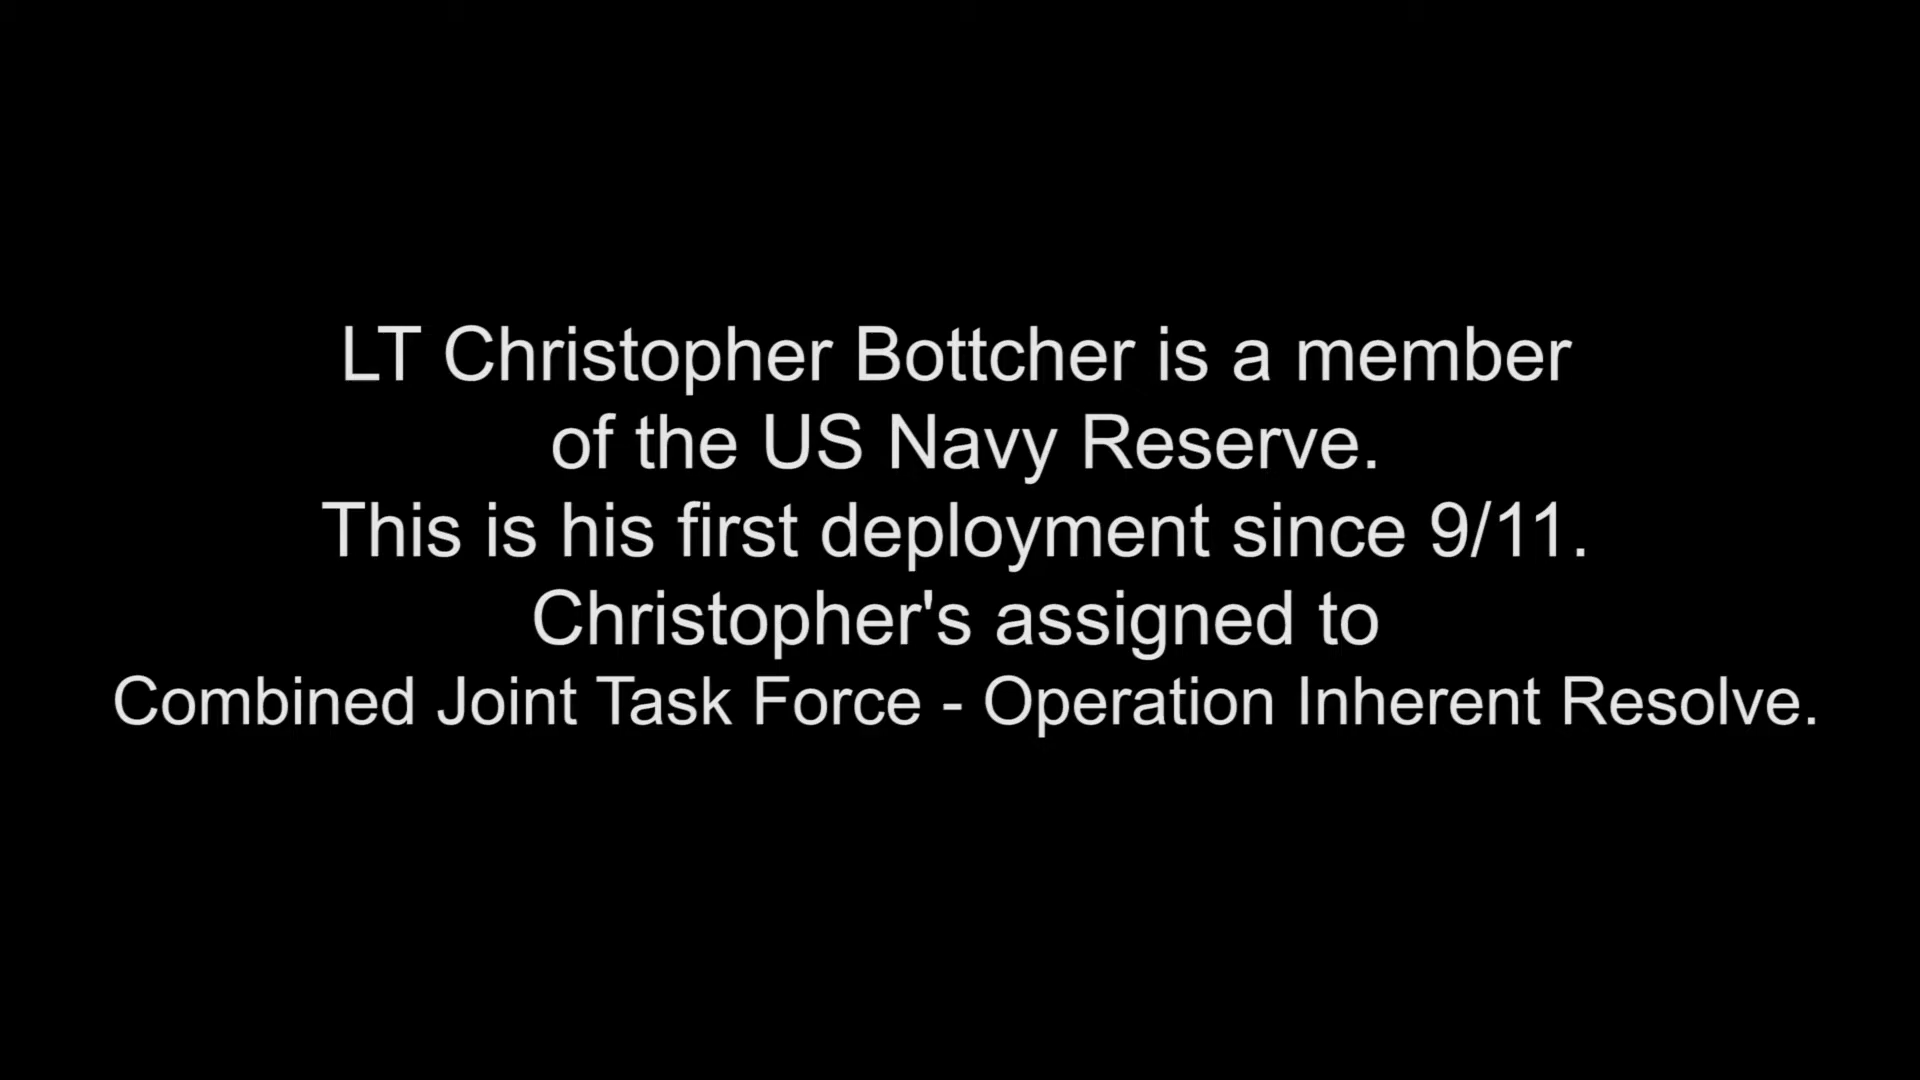 LT Christopher Bottcher is a member
of the US Navy Reserve.
This is his first deployment since 9/11.
Christopher's assigned to
Combined Joint Task Force - Operation Inherent Resolve.